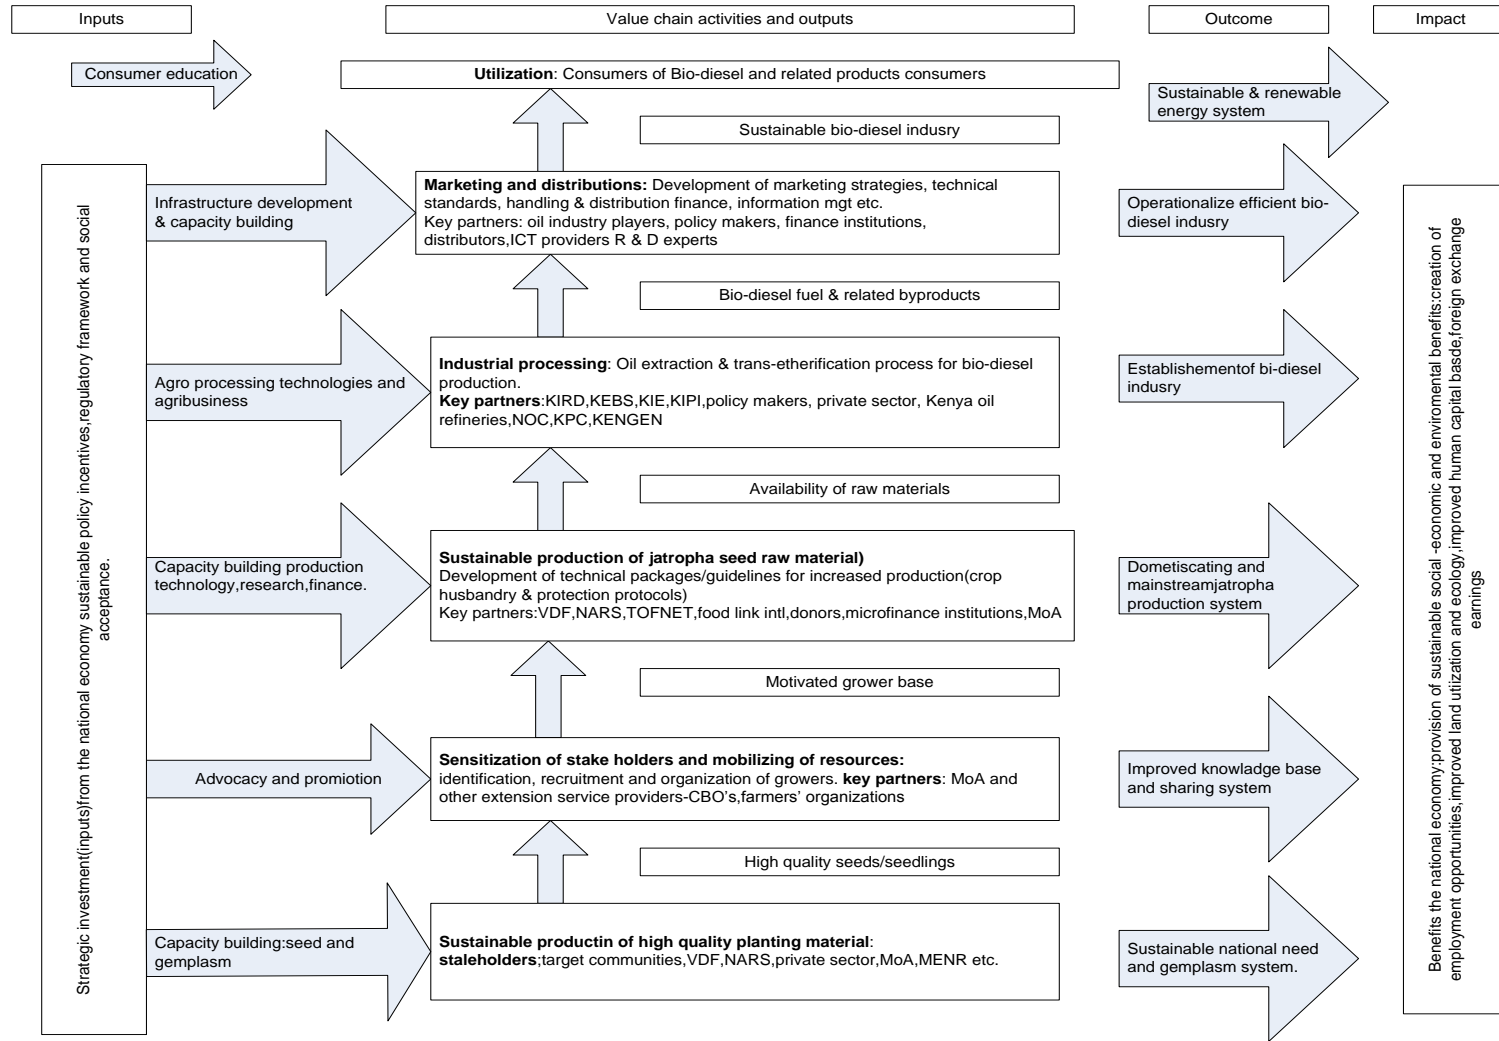 Inputs
Value chain activities and outputs
Outcome
Impact
Consumer education
Utilization: Consumers of Bio-diesel and related products consumers
Sustainable & renewable
energy system
Sustainable bio-diesel indusry
Infrastructure development
& capacity building
Marketing and distributions: Development of marketing strategies, technical
standards, handling & distribution finance, information mgt etc.
Key partners: oil industry players, policy makers, finance institutions,
distributors,ICT providers R & D experts
Operationalize efficient bio-
diesel indusry
Bio-diesel fuel & related byproducts
Agro processing technologies and
agribusiness
Industrial processing: Oil extraction & trans-etherification process for bio-diesel
production.
Key partners:KIRD,KEBS,KIE,KIPI,policy makers, private sector, Kenya oil
refineries,NOC,KPC,KENGEN
Establishementof bi-diesel
indusry
Availability of raw materials
Capacity building production
technology,research,finance.
Sustainable production of jatropha seed raw material)
Development of technical packages/guidelines for increased production(crop
husbandry & protection protocols)
Key partners:VDF,NARS,TOFNET,food link intl,donors,microfinance institutions,MoA
Dometiscating and
mainstreamjatropha
production system
Motivated grower base
Advocacy and promiotion
Sensitization of stake holders and mobilizing of resources:
identification, recruitment and organization of growers. key partners: MoA and
other extension service providers-CBO's,farmers' organizations
Improved knowladge base
and sharing system
High quality seeds/seedlings
Capacity building:seed and
gemplasm
Sustainable productin of high quality planting material:
staleholders;target communities,VDF,NARS,private sector,MoA,MENR etc.
Sustainable national need
and gemplasm system.
Strategic investment(inputs)from the national economy sustainable policy incentives,regulatory framework and social
acceptance.
Benefits the national economy:provision of sustainable social -economic and enviromental benefits:creation of
employment opportunities,improved land utiization and ecology,improved human capital basde,foreign exchange
earnings